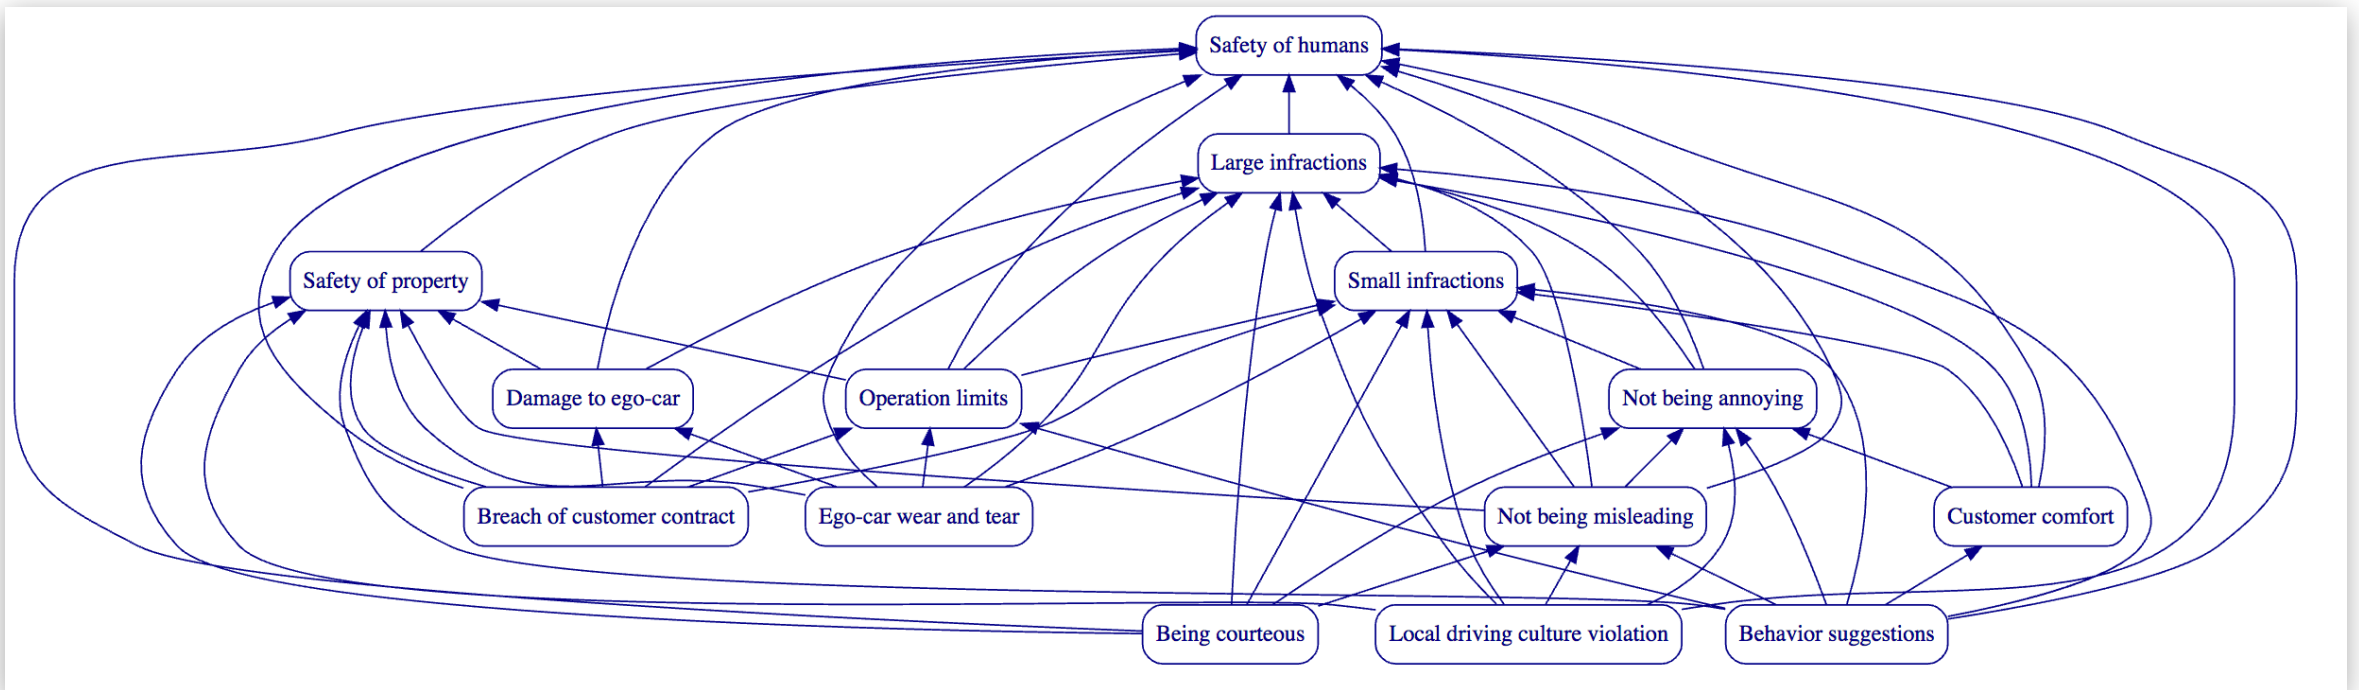 Safety of humans
Large infractions
Safety of property
Small infractions
Damage to ego-car
Operation limits
Not being annoying
Breach of customer contract
Ego-car wear and tear
Not being misleading
Customer comfort
Being courteous
Local driving culture violation
Behavior suggestions